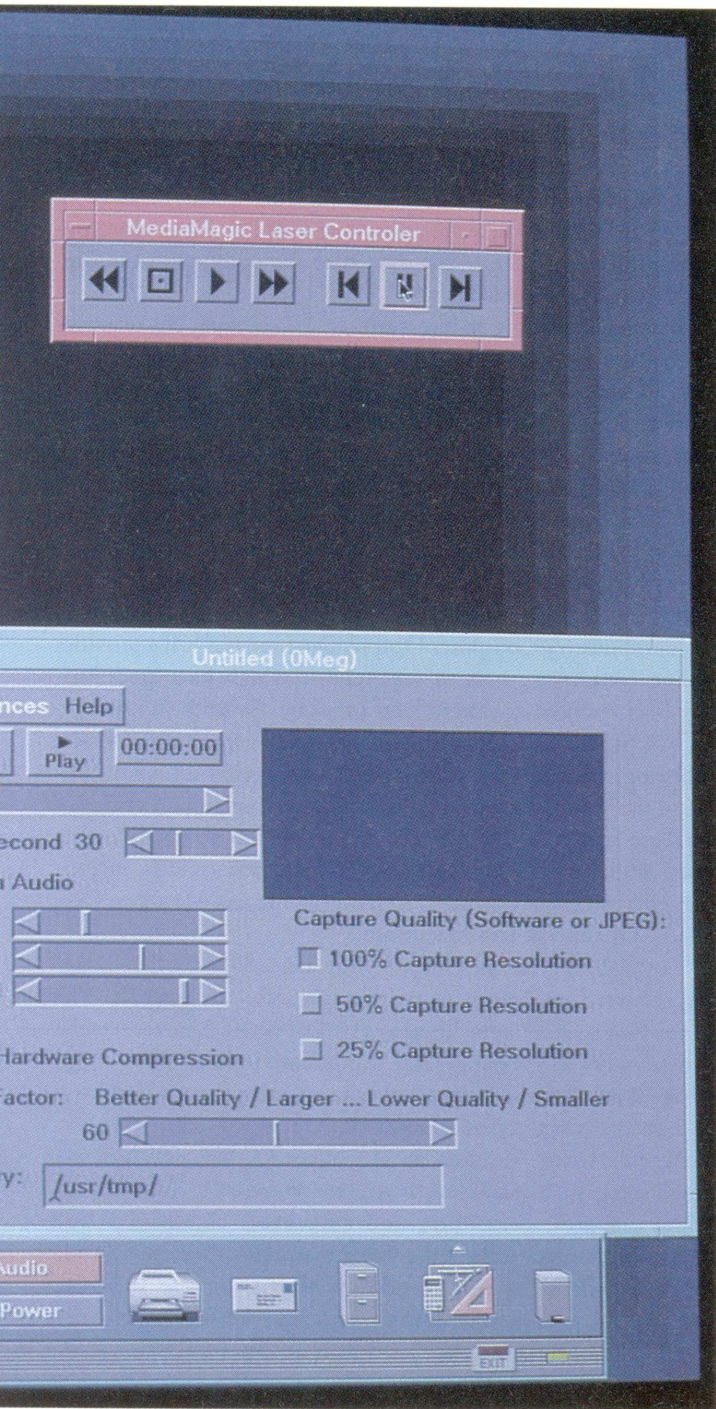 MediaMagic Laser Controler
Untitled (0Meg)
nces Help
Play 00:00:00
econd 30
Audio
Capture Quality (Software or JPEG):
100% Capture Resolution
50% Capture Resolution
Hardware Compression
25% Capture Resolution
actor: Better Quality / Larger ... Lower Quality / Smaller
60
ry: /usr/tmp/
Audio
Power
EXIT